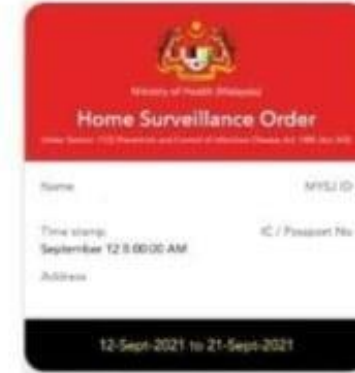 Ministry of Health (Malaysia)
Home Surveillance Order
Name
MYSJ ID
Time stamp
September 12 0:00:00 AM
IC / Passport No
Address
12-Sept-2021 to 21-Sept-2021